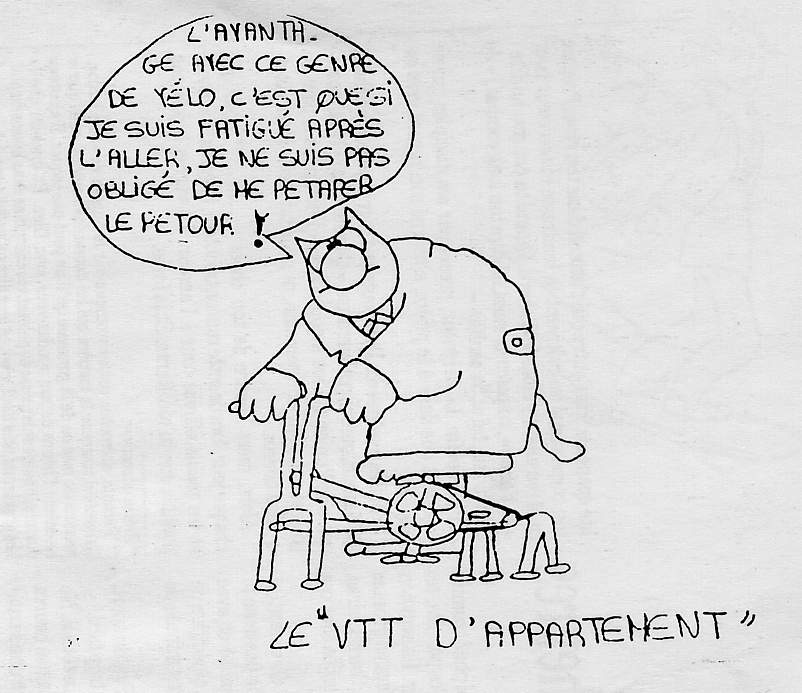 L'AVANTA-
GE AVEC CE GENRE
DE VÉLO, C'EST QUE SI
JE SUIS FATIGUÉ APRÈS
L'ALLER, JE NE SUIS PAS
OBLIGÉ DE ME RETAPER
LE RETOUR !
LE "VTT D'APPARTEMENT"